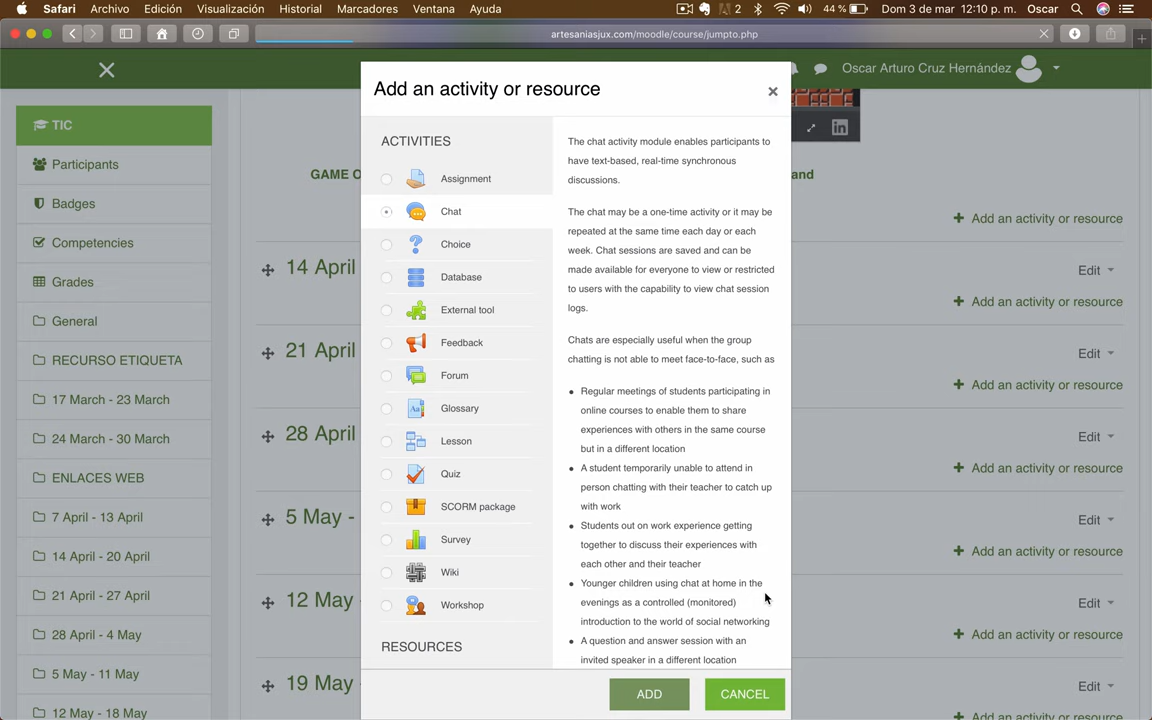 Safari Archivo Edición Visualización Historial Marcadores Ventana Ayuda 2 44 % Dom 3 de mar 12:10 p. m. Oscar
artesaniasjux.com/moodle/course/jumpto.php
Oscar Arturo Cruz Hernández
TIC
Participants
Badges
Competencies
Grades
General
RECURSO ETIQUETA
17 March - 23 March
24 March - 30 March
ENLACES WEB
7 April - 13 April
14 April - 20 April
21 April - 27 April
28 April - 4 May
5 May - 11 May
12 May - 18 May
GAME O
and
Add an activity or resource
14 April
Edit
Add an activity or resource
21 April
Edit
Add an activity or resource
28 April
Edit
Add an activity or resource
5 May -
Edit
Add an activity or resource
12 May
Edit
Add an activity or resource
19 May
Edit
Add an activity or resource
Add an activity or resource
ACTIVITIES
Assignment
Chat
Choice
Database
External tool
Feedback
Forum
Glossary
Lesson
Quiz
SCORM package
Survey
Wiki
Workshop
RESOURCES
The chat activity module enables participants to
have text-based, real-time synchronous
discussions.
The chat may be a one-time activity or it may be
repeated at the same time each day or each
week. Chat sessions are saved and can be
made available for everyone to view or restricted
to users with the capability to view chat session
logs.
Chats are especially useful when the group
chatting is not able to meet face-to-face, such as
• Regular meetings of students participating in
online courses to enable them to share
experiences with others in the same course
but in a different location
• A student temporarily unable to attend in
person chatting with their teacher to catch up
with work
• Students out on work experience getting
together to discuss their experiences with
each other and their teacher
• Younger children using chat at home in the
evenings as a controlled (monitored)
introduction to the world of social networking
• A question and answer session with an
invited speaker in a different location
ADD
CANCEL